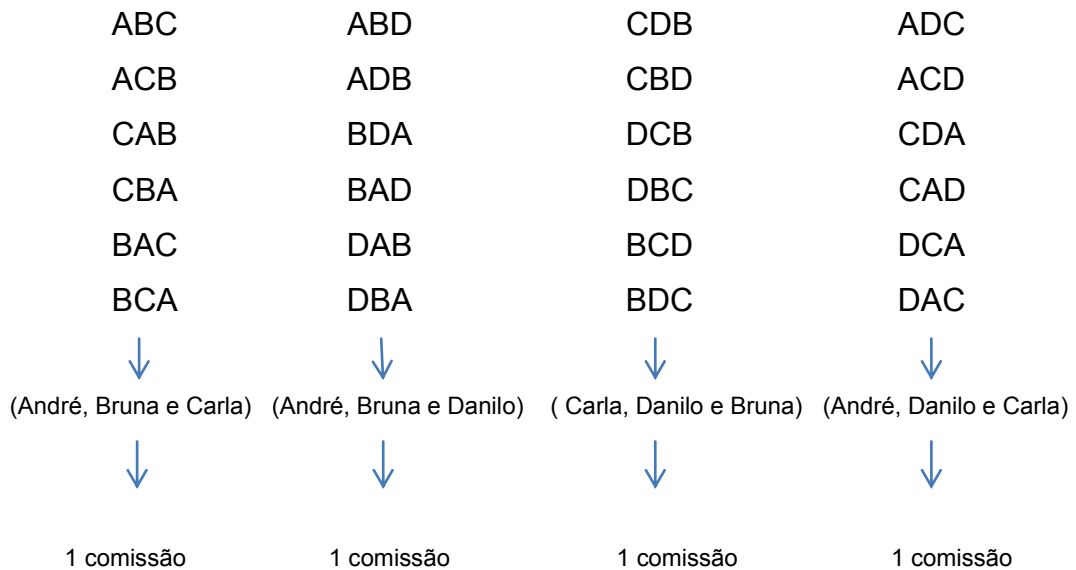 ABC ABD CDB ADC
ACB ADB CBD ACD
CAB BDA DCB CDA
CBA BAD DBC CAD
BAC DAB BCD DCA
BCA DBA BDC DAC
(André, Bruna e Carla) (André, Bruna e Danilo) ( Carla, Danilo e Bruna) (André, Danilo e Carla)
1 comissão 1 comissão 1 comissão 1 comissão